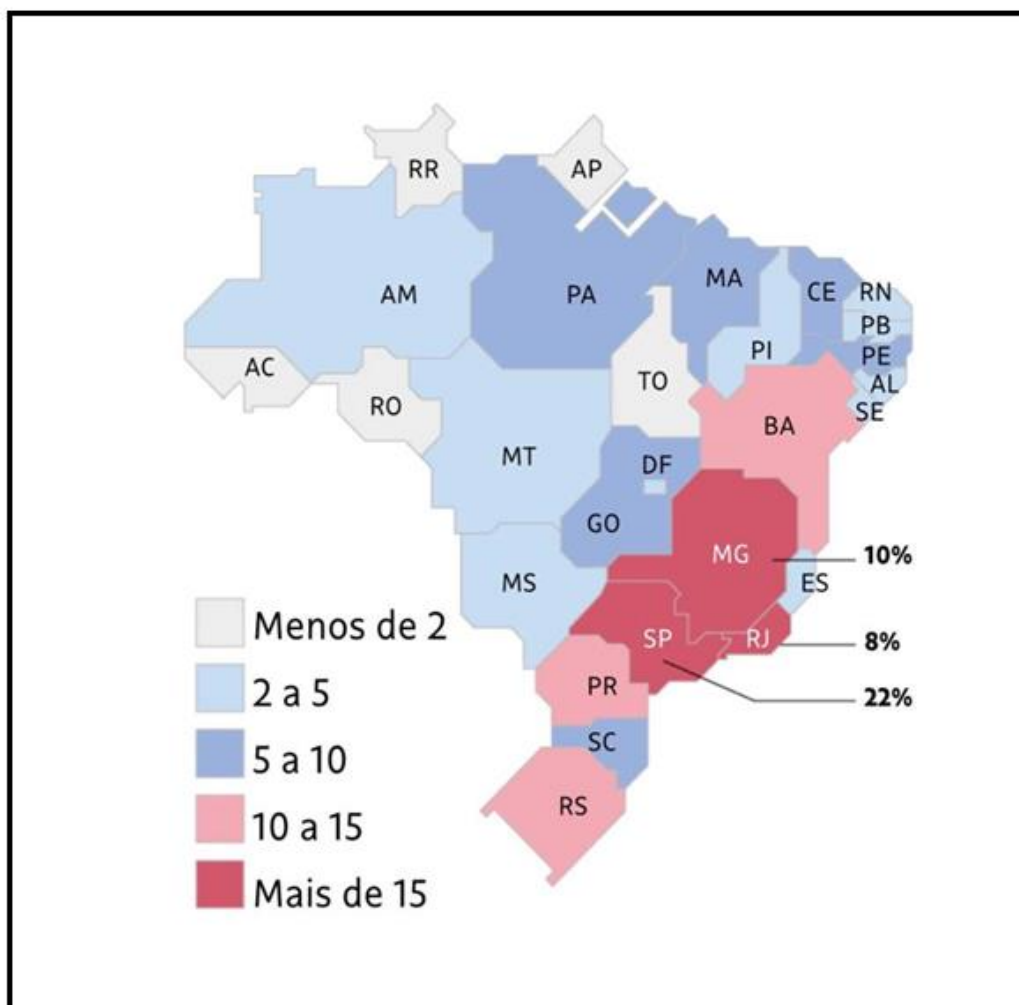 RR
AP
AM
PA
MA
CE
RN
PB
PE
AL
SE
PI
AC
RO
TO
BA
MT
DF
GO
MG
10%
MS
ES
SP
RJ
8%
22%
PR
SC
RS
Menos de 2
2 a 5
5 a 10
10 a 15
Mais de 15